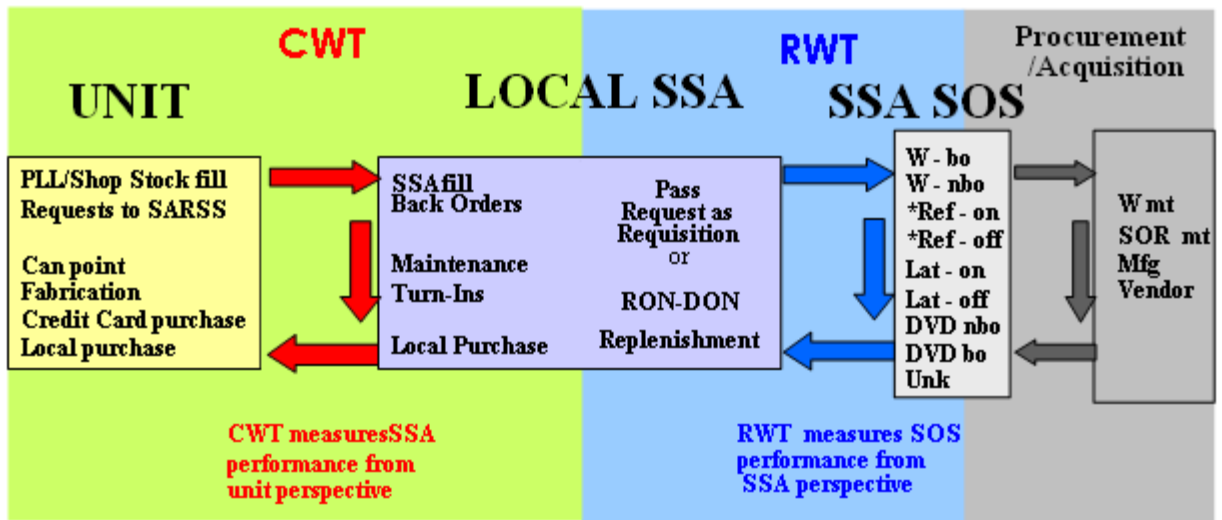 CWT
RWT
Procurement
/Acquisition
UNIT
LOCAL SSA
SSA SOS
PLL/Shop Stock fill
Requests to SARSS
Can point
Fabrication
Credit Card purchase
Local purchase
SSA fill
Back Orders
Maintenance
Turn-Ins
Local Purchase
Pass
Request as
Requisition
or
RON-DON
Replenishment
W - bo
W - nbo
*Ref - on
*Ref - off
Lat - on
Lat - off
DVD nbo
DVD bo
Unk
W mt
SOR mt
Mfg
Vendor
CWT measuresSSA
performance from
unit perspective
RWT measures SOS
performance from
SSA perspective